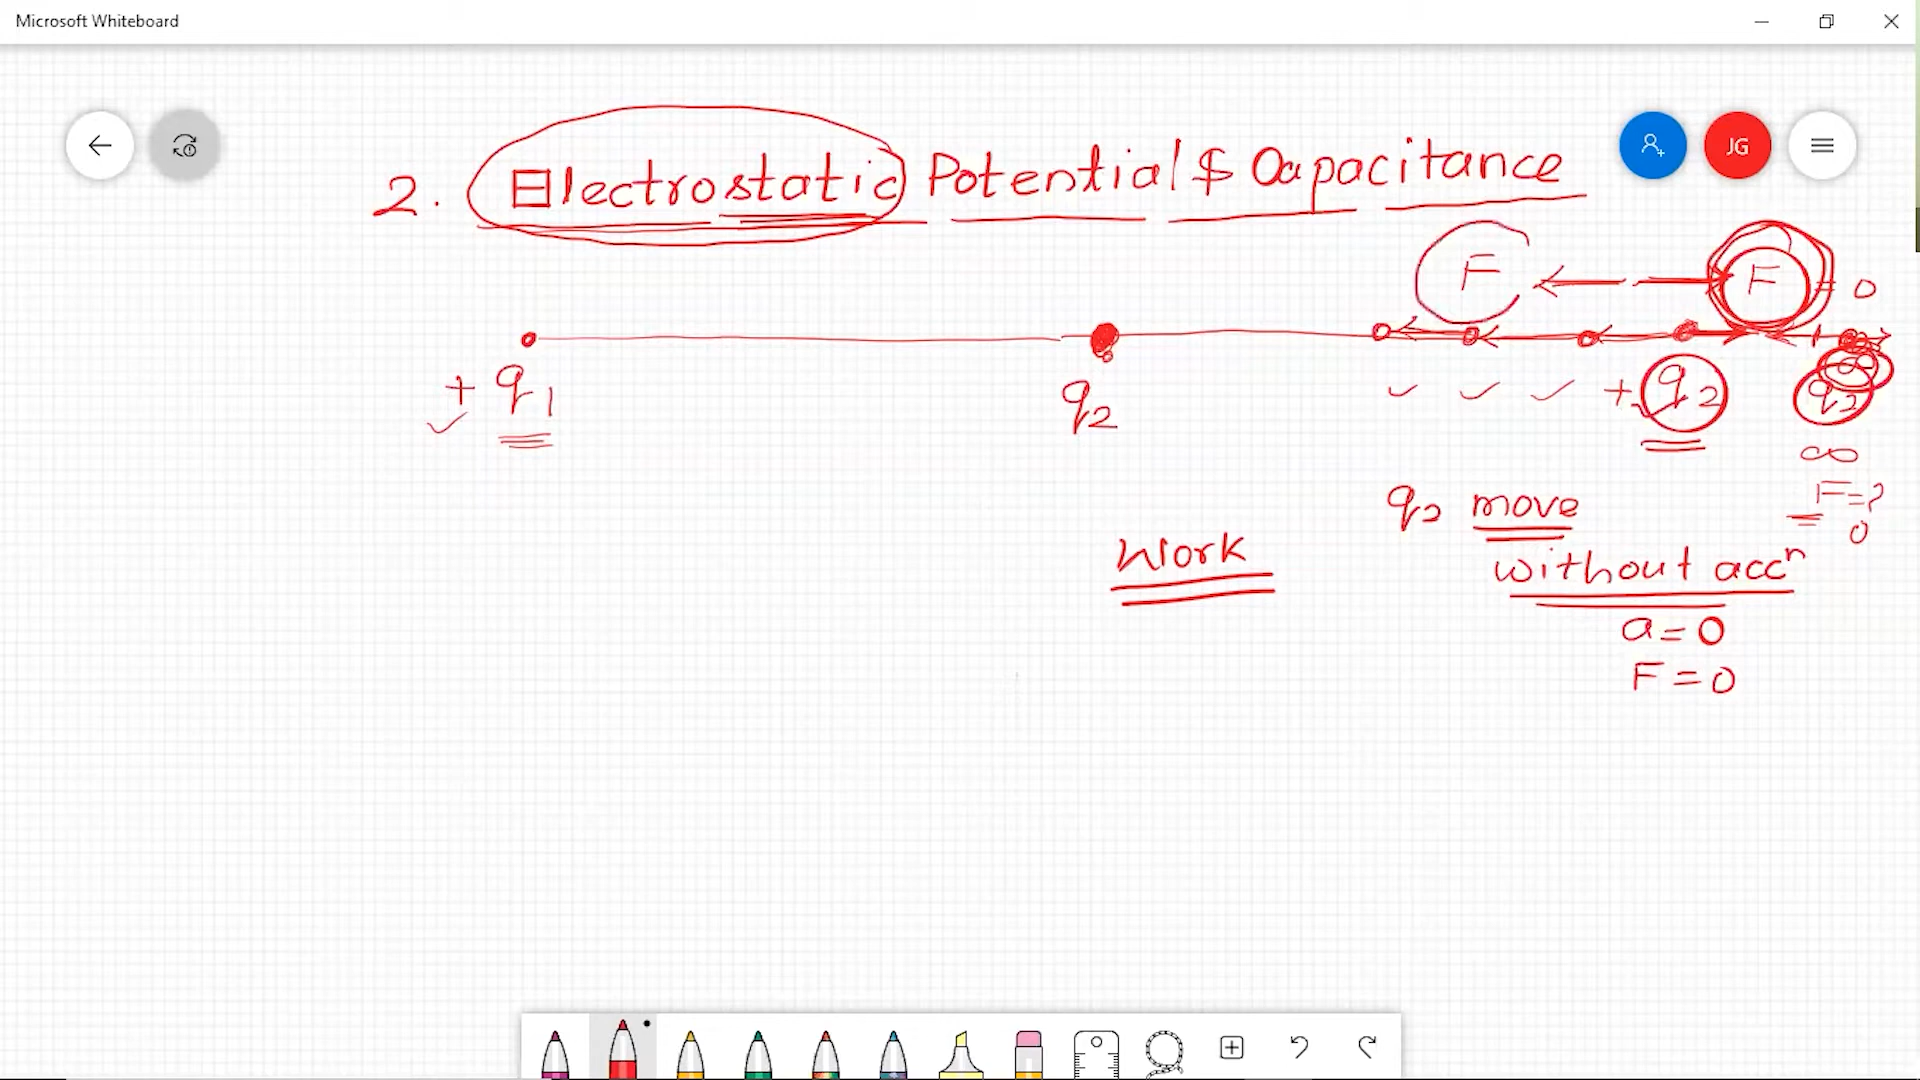 Microsoft Whiteboard
2. Electrostatic Potential $ Capacitance
JG
F F = 0
+ q1 q2 + q2 q2
∞
F=?
0
q2 move
Work
without accn
a = 0
F = 0